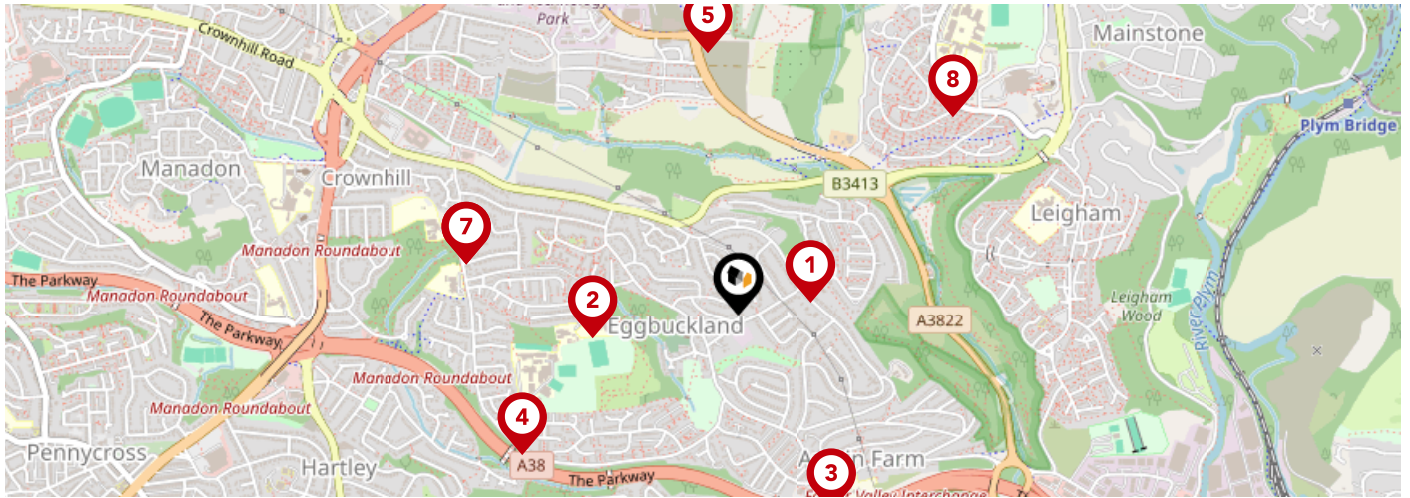 Park
5
Mainstone
Crownhill Road
8
Plym Bridge
Manadon
Crownhill
B3413
Leigham
7
Manadon Roundabout
1
The Parkway
Manadon Roundabout
2
Leigham
Wood
River Plym
Eggbuckland
A3822
The Parkway
Manadon Roundabout
Manadon Roundabout
4
Pennycross
Hartley
A38
The Parkway
3
Farm
Valley Interchange